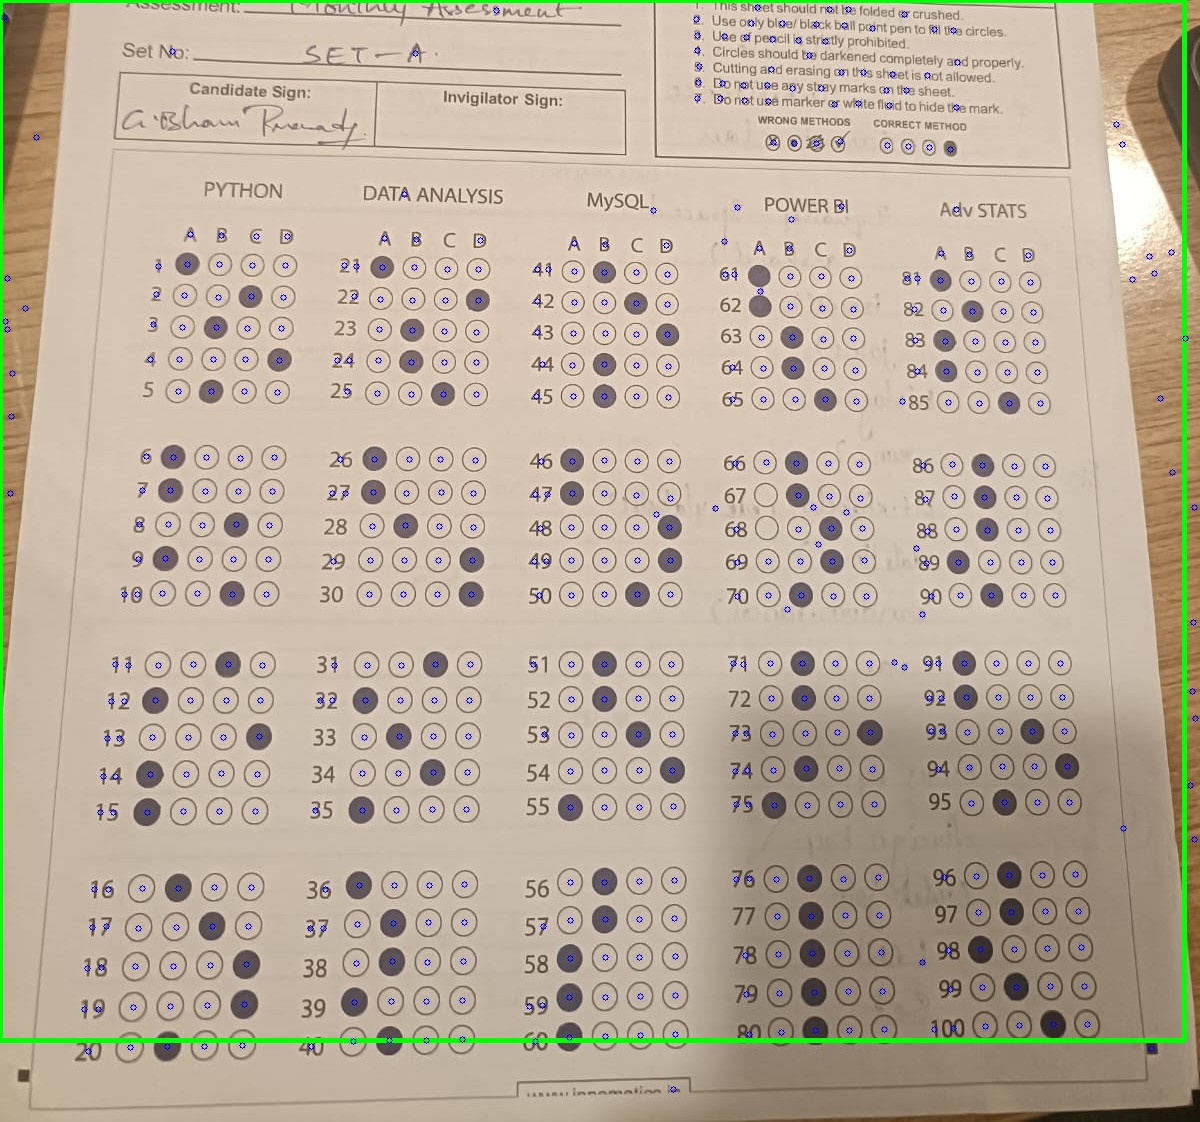 Assessment: Monthly Assessment
Set No: SET-A.
Candidate Sign: Invigilator Sign:
1. This sheet should not be folded or crushed.
2. Use only blue/ black ball point pen to fill the circles.
3. Use of pencil is strictly prohibited.
4. Circles should be darkened completely and properly.
5. Cutting and erasing on this sheet is not allowed.
6. Do not use any stray marks on the sheet.
7. Do not use marker or white fluid to hide the mark.
WRONG METHODS CORRECT METHOD
PYTHON DATA ANALYSIS MySQL POWER BI Adv STATS
A B C D A B C D A B C D A B C D A B C D
1 21 41 61 81
2 22 42 62 82
3 23 43 63 83
4 24 44 64 84
5 25 45 65 85
6 26 46 66 86
7 27 47 67 87
8 28 48 68 88
9 29 49 69 89
10 30 50 70 90
11 31 51 71 91
12 32 52 72 92
13 33 53 73 93
14 34 54 74 94
15 35 55 75 95
16 36 56 76 96
17 37 57 77 97
18 38 58 78 98
19 39 59 79 99
20 40 60 80 100